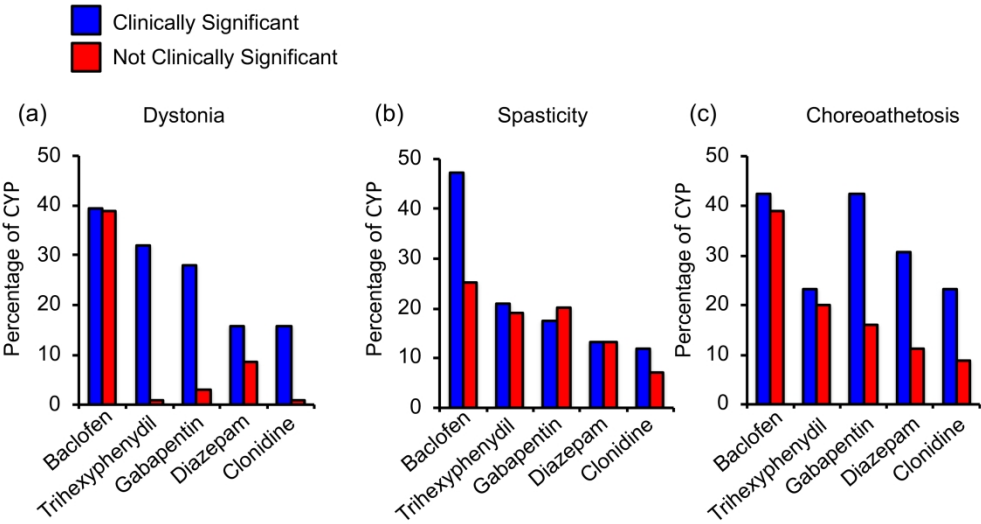 Clinically Significant
Not Clinically Significant
(a) Dystonia
Percentage of CYP
50
40
30
20
10
0
Baclofen
Trihexyphenydil
Gabapentin
Diazepam
Clonidine
(b) Spasticity
Percentage of CYP
50
40
30
20
10
0
Baclofen
Trihexyphenydil
Gabapentin
Diazepam
Clonidine
(c) Choreoathetosis
Percentage of CYP
50
40
30
20
10
0
Baclofen
Trihexyphenydil
Gabapentin
Diazepam
Clonidine